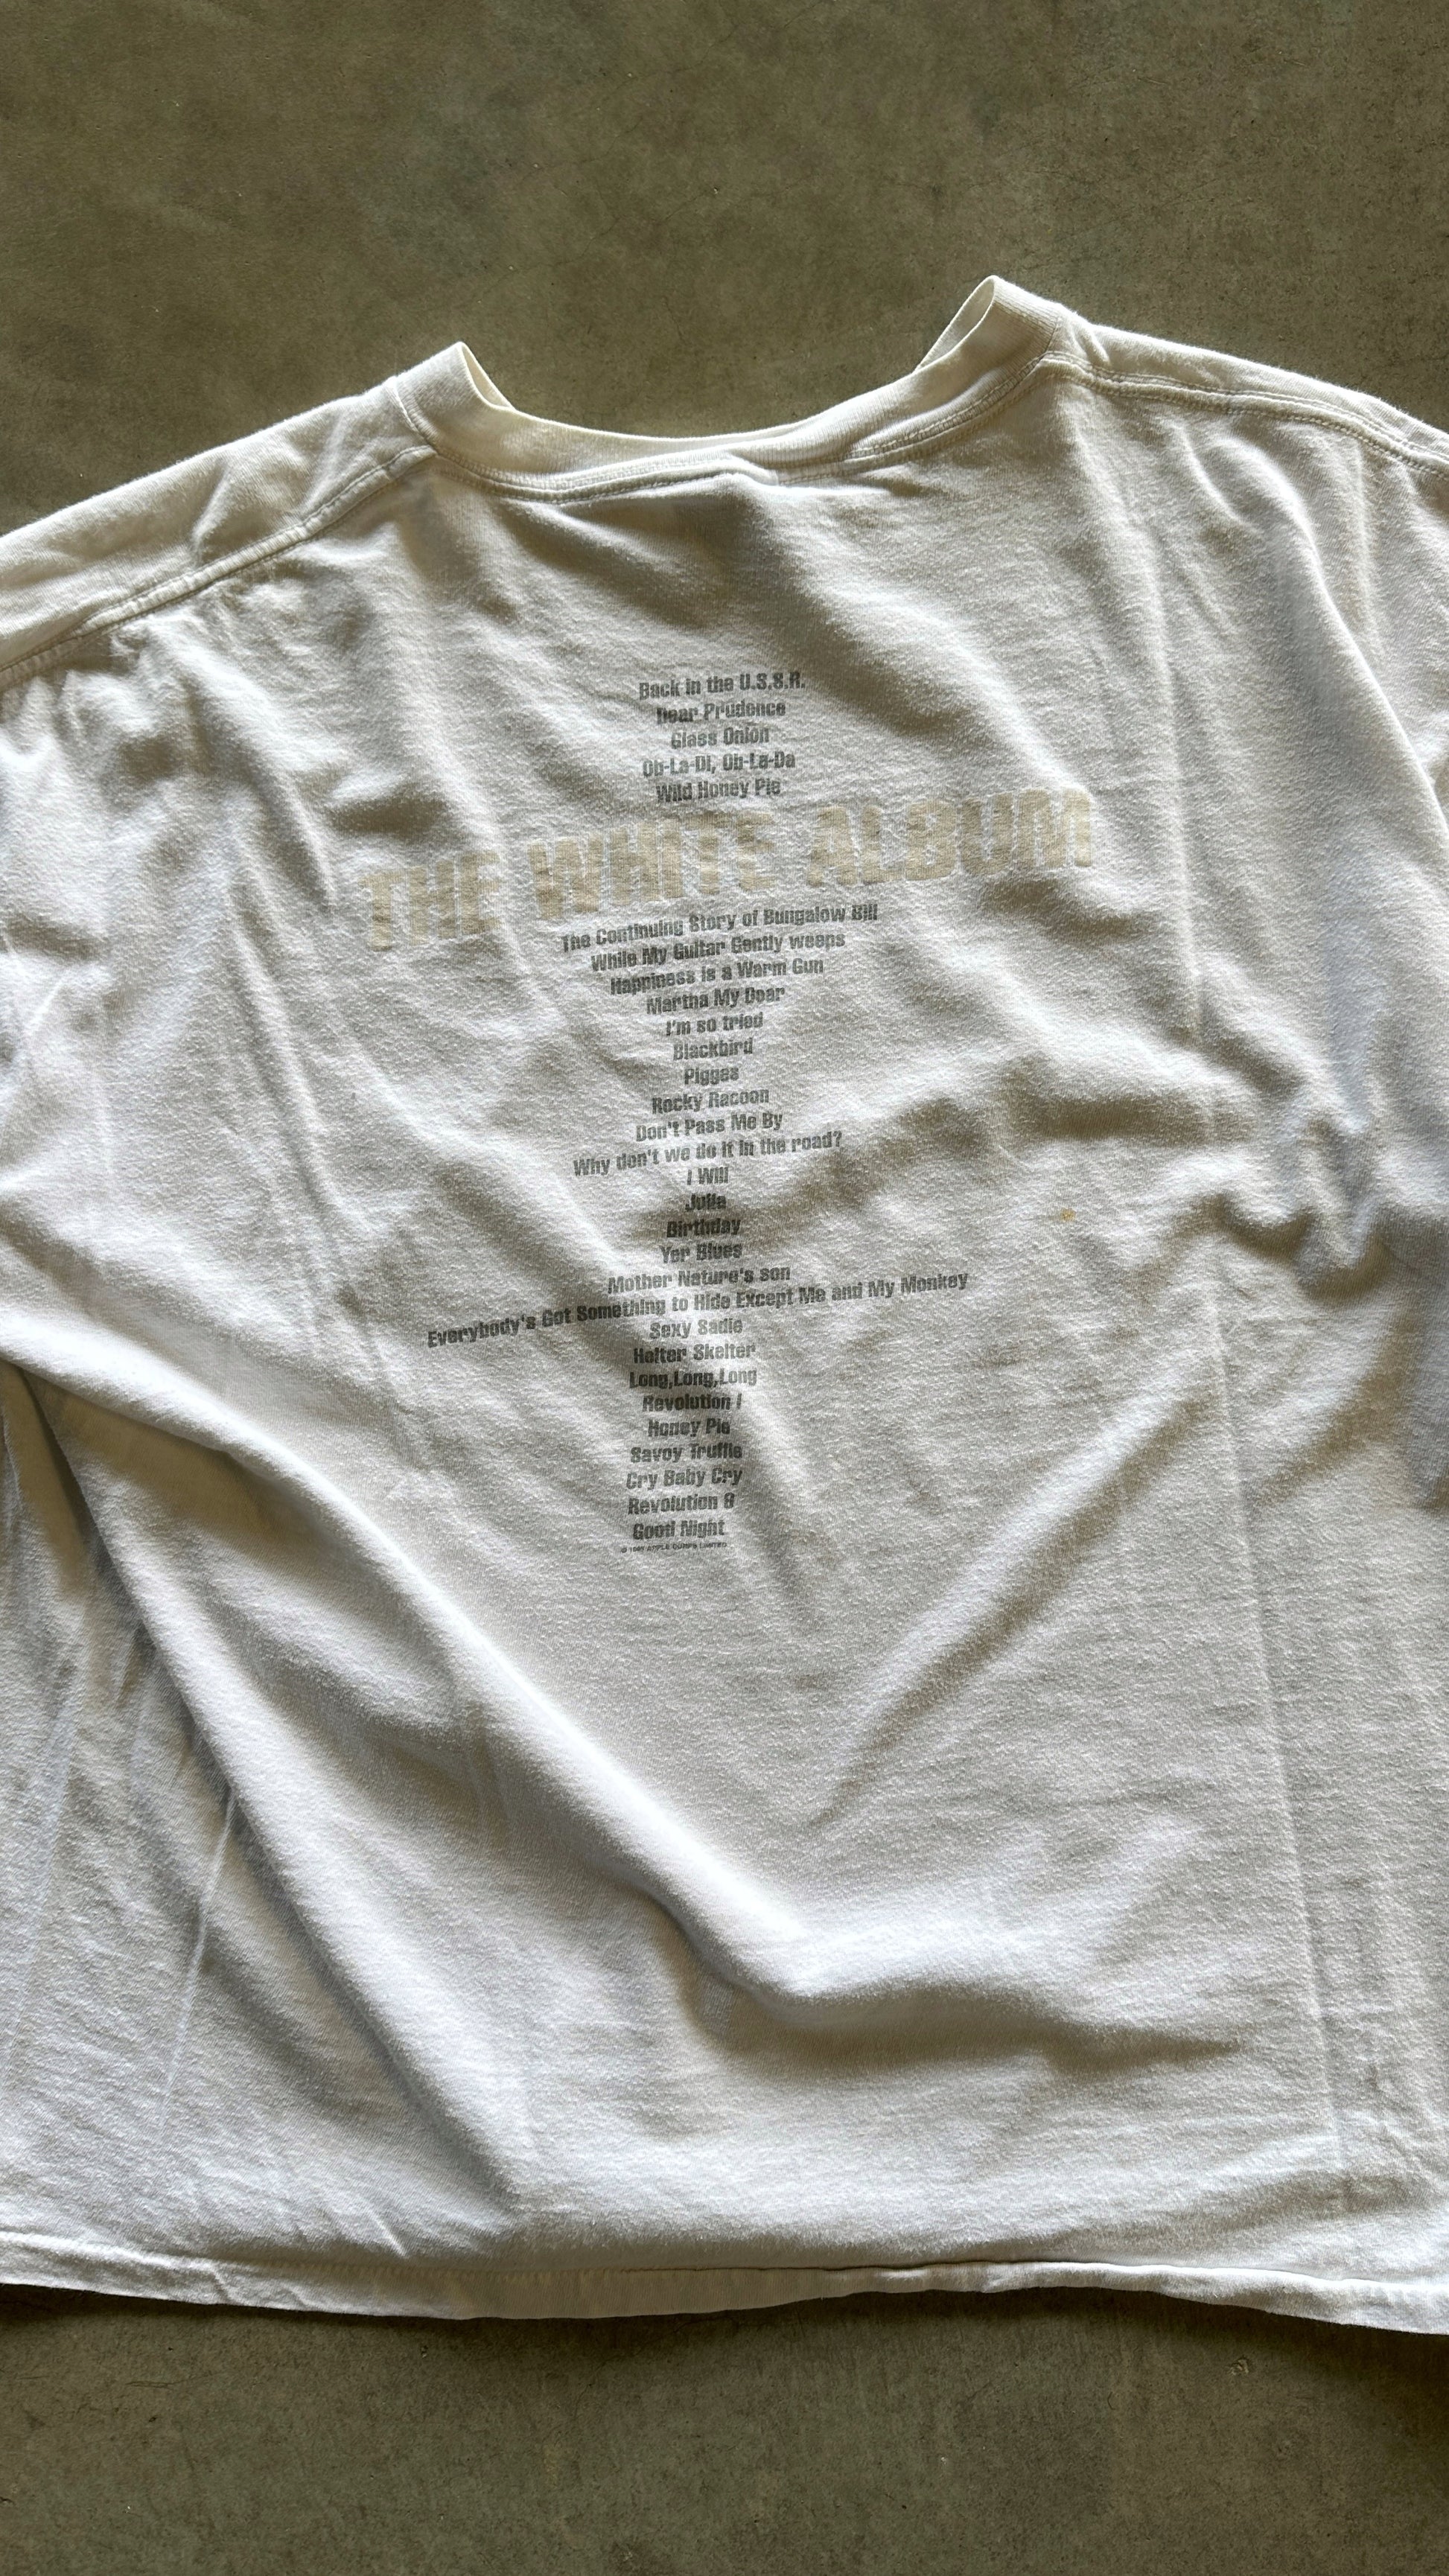 Back in the U.S.S.R.
Dear Prudence
Glass Onion
Ob-La-Di, Ob-La-Da
Wild Honey Pie
THE WHITE ALBUM
The Continuing Story of Bungalow Bill
While My Guitar Gently weeps
Happiness is a Warm Gun
Martha My Dear
I'm so tried
Blackbird
Pigges
Rocky Racoon
Don't Pass Me By
Why don't we do it in the road?
I Will
Julia
Birthday
Yer Blues
Mother Nature's son
Everybody's Got Something to Hide Except Me and My Monkey
Sexy Sadie
Helter Skelter
Long,Long,Long
Revolution I
Honey Pie
Savoy Truffle
Cry Baby Cry
Revolution 9
Good Night
© APPLE CORPS LIMITED